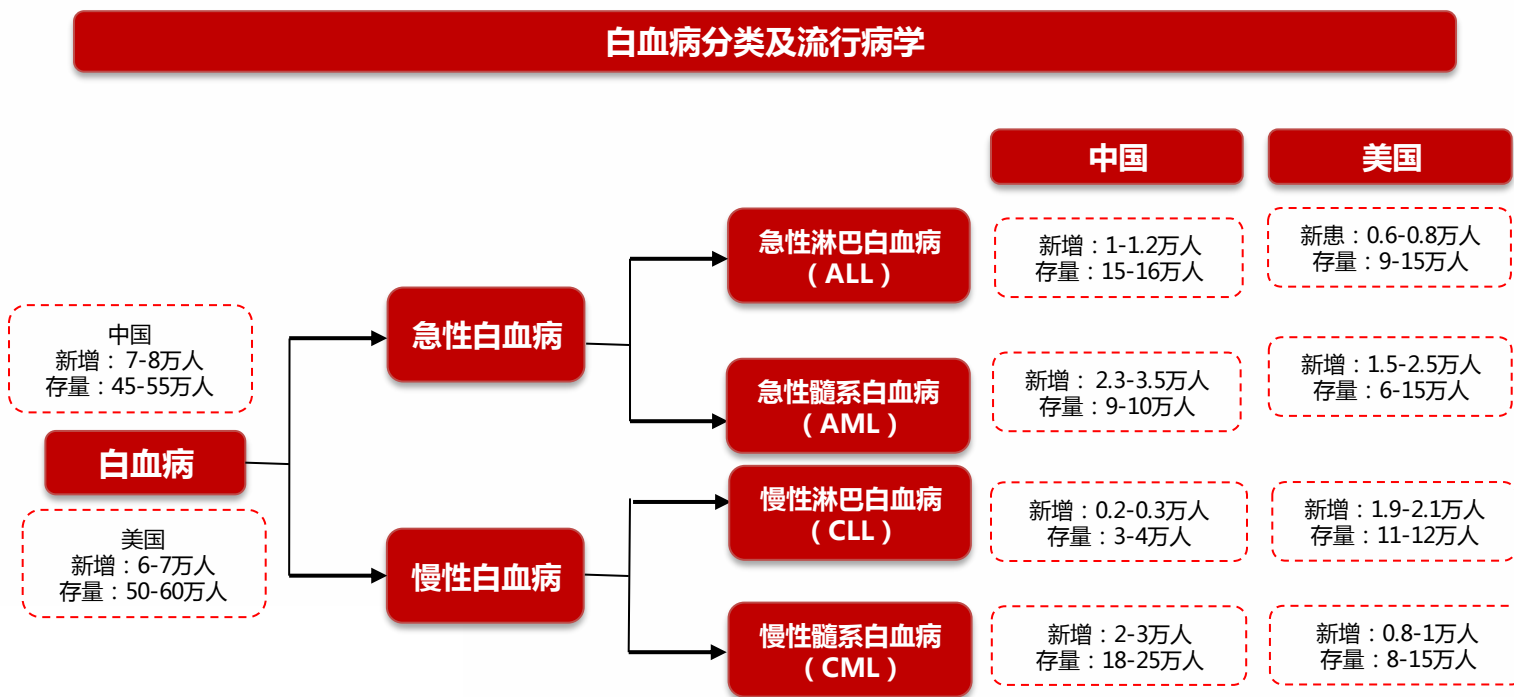 白血病分类及流行病学
中国
美国
急性淋巴白血病
（ALL）
新增：1-1.2万人
存量：15-16万人
新患：0.6-0.8万人
存量：9-15万人
中国
新增：7-8万人
存量：45-55万人
急性白血病
急性髓系白血病
（AML）
新增： 2.3-3.5万人
存量：9-10万人
新增：1.5-2.5万人
存量：6-15万人
白血病
慢性淋巴白血病
（CLL）
新增：0.2-0.3万人
存量：3-4万人
新增：1.9-2.1万人
存量：11-12万人
美国
新增：6-7万人
存量：50-60万人
慢性白血病
慢性髓系白血病
（CML）
新增：2-3万人
存量：18-25万人
新增：0.8-1万人
存量：8-15万人